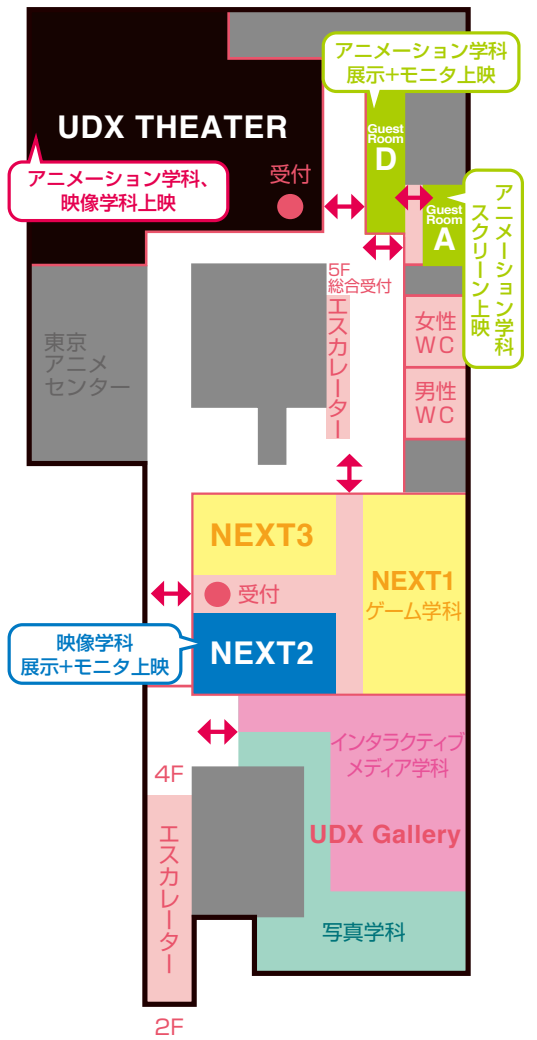 アニメーション学科
展示+モニタ上映
UDX THEATER
Guest
Room
D
アニメーション学科、
映像学科上映
受付
Guest
Room
A
アニメーション学科
スクリーン上映
5F
総合受付
エスカレーター
女性
WC
東京
アニメ
センター
男性
WC
NEXT3
NEXT1
ゲーム学科
受付
映像学科
展示+モニタ上映
NEXT2
インタラクティブ
メディア学科
4F
エスカレーター
UDX Gallery
写真学科
2F